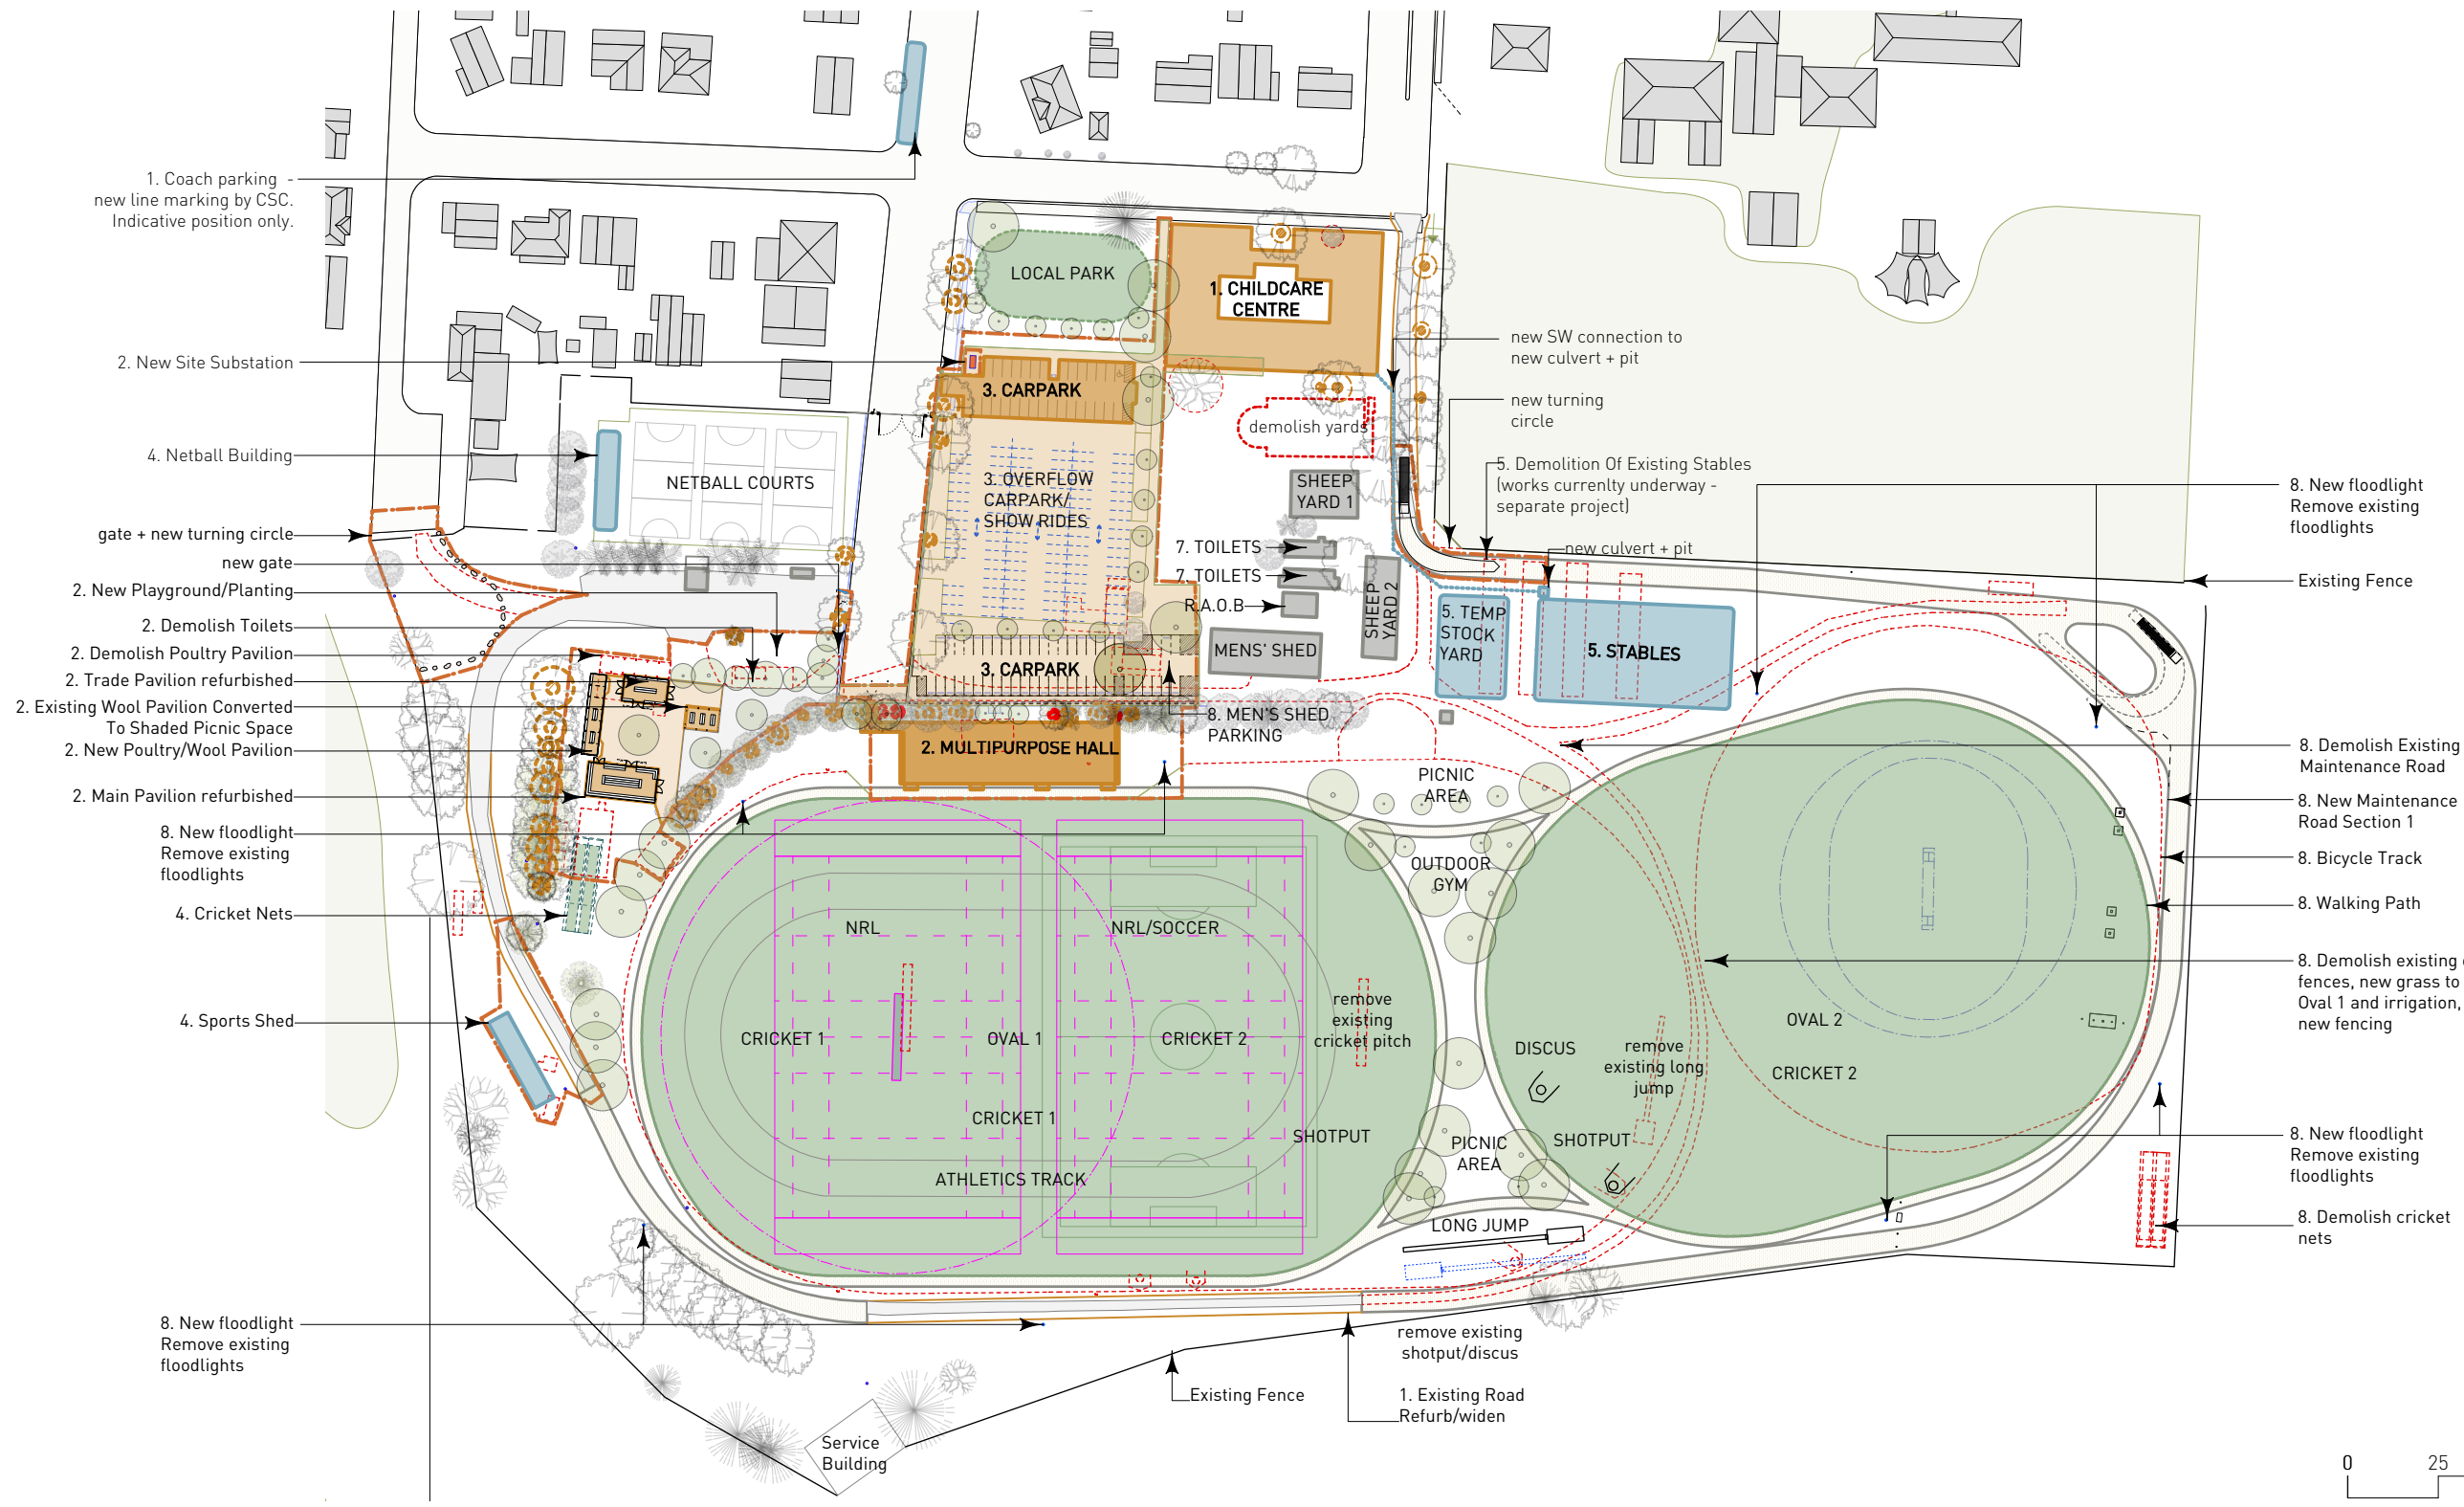 1. Coach parking -
new line marking by CSC.
Indicative position only.
2. New Site Substation
4. Netball Building
gate + new turning circle
new gate
2. New Playground/Planting
2. Demolish Toilets
2. Demolish Poultry Pavilion
2. Trade Pavilion refurbished
2. Existing Wool Pavilion Converted
To Shaded Picnic Space
2. New Poultry/Wool Pavilion
2. Main Pavilion refurbished
8. New floodlight
Remove existing
floodlights
4. Cricket Nets
4. Sports Shed
8. New floodlight
Remove existing
floodlights
LOCAL PARK
1. CHILDCARE
CENTRE
3. CARPARK
demolish yards
NETBALL COURTS
3. OVERFLOW
CARPARK/
SHOW RIDES
SHEEP
YARD 1
7. TOILETS
7. TOILETS
R.A.O.B
SHEEP
YARD 2
MENS' SHED
3. CARPARK
8. MEN'S SHED
PARKING
2. MULTIPURPOSE HALL
new SW connection to
new culvert + pit
new turning
circle
5. Demolition Of Existing Stables
(works currenlty underway -
separate project)
new culvert + pit
5. TEMP
STOCK
YARD
5. STABLES
PICNIC
AREA
OUTDOOR
GYM
NRL
NRL/SOCCER
CRICKET 1
OVAL 1
CRICKET 2
remove
existing
cricket pitch
CRICKET 1
SHOTPUT
ATHLETICS TRACK
DISCUS
remove
existing long
jump
SHOTPUT
PICNIC
AREA
LONG JUMP
OVAL 2
CRICKET 2
remove existing
shotput/discus
1. Existing Road
Refurb/widen
Existing Fence
Service
Building
8. New floodlight
Remove existing
floodlights
Existing Fence
8. Demolish Existing
Maintenance Road
8. New Maintenance
Road Section 1
8. Bicycle Track
8. Walking Path
8. Demolish existing
fences, new grass to
Oval 1 and irrigation,
new fencing
8. New floodlight
Remove existing
floodlights
8. Demolish cricket
nets
0 25